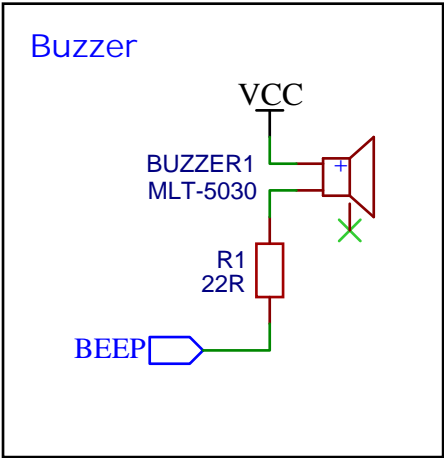 Buzzer
VCC
BUZZER1
MLT-5030
+
R1
22R
BEEP